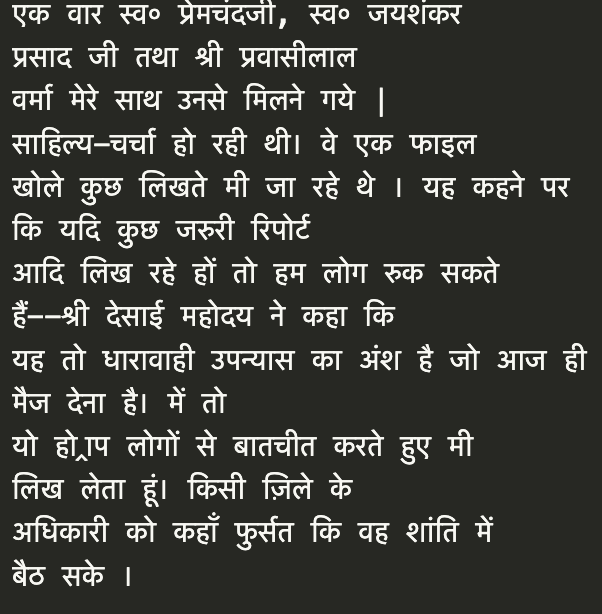 एक वार स्व० प्रेमचंदजी, स्व० जयशंकर
प्रसाद जी तथा श्री प्रवासीलाल
वर्मा मेरे साथ उनसे मिलने गये |
साहिल्य–चर्चा हो रही थी। वे एक फाइल
खोले कुछ लिखते मी जा रहे थे । यह कहने पर
कि यदि कुछ जरुरी रिपोर्ट
आदि लिख रहे हों तो हम लोग रुक सकते
हैं––श्री देसाई महोदय ने कहा कि
यह तो धारावाही उपन्यास का अंश है जो आज ही
मैज देना है। में तो
यो हो्राप लोगों से बातचीत करते हुए मी
लिख लेता हूं। किसी ज़िले के
अधिकारी को कहाँ फुर्सत कि वह शांति में
बैठ सके ।